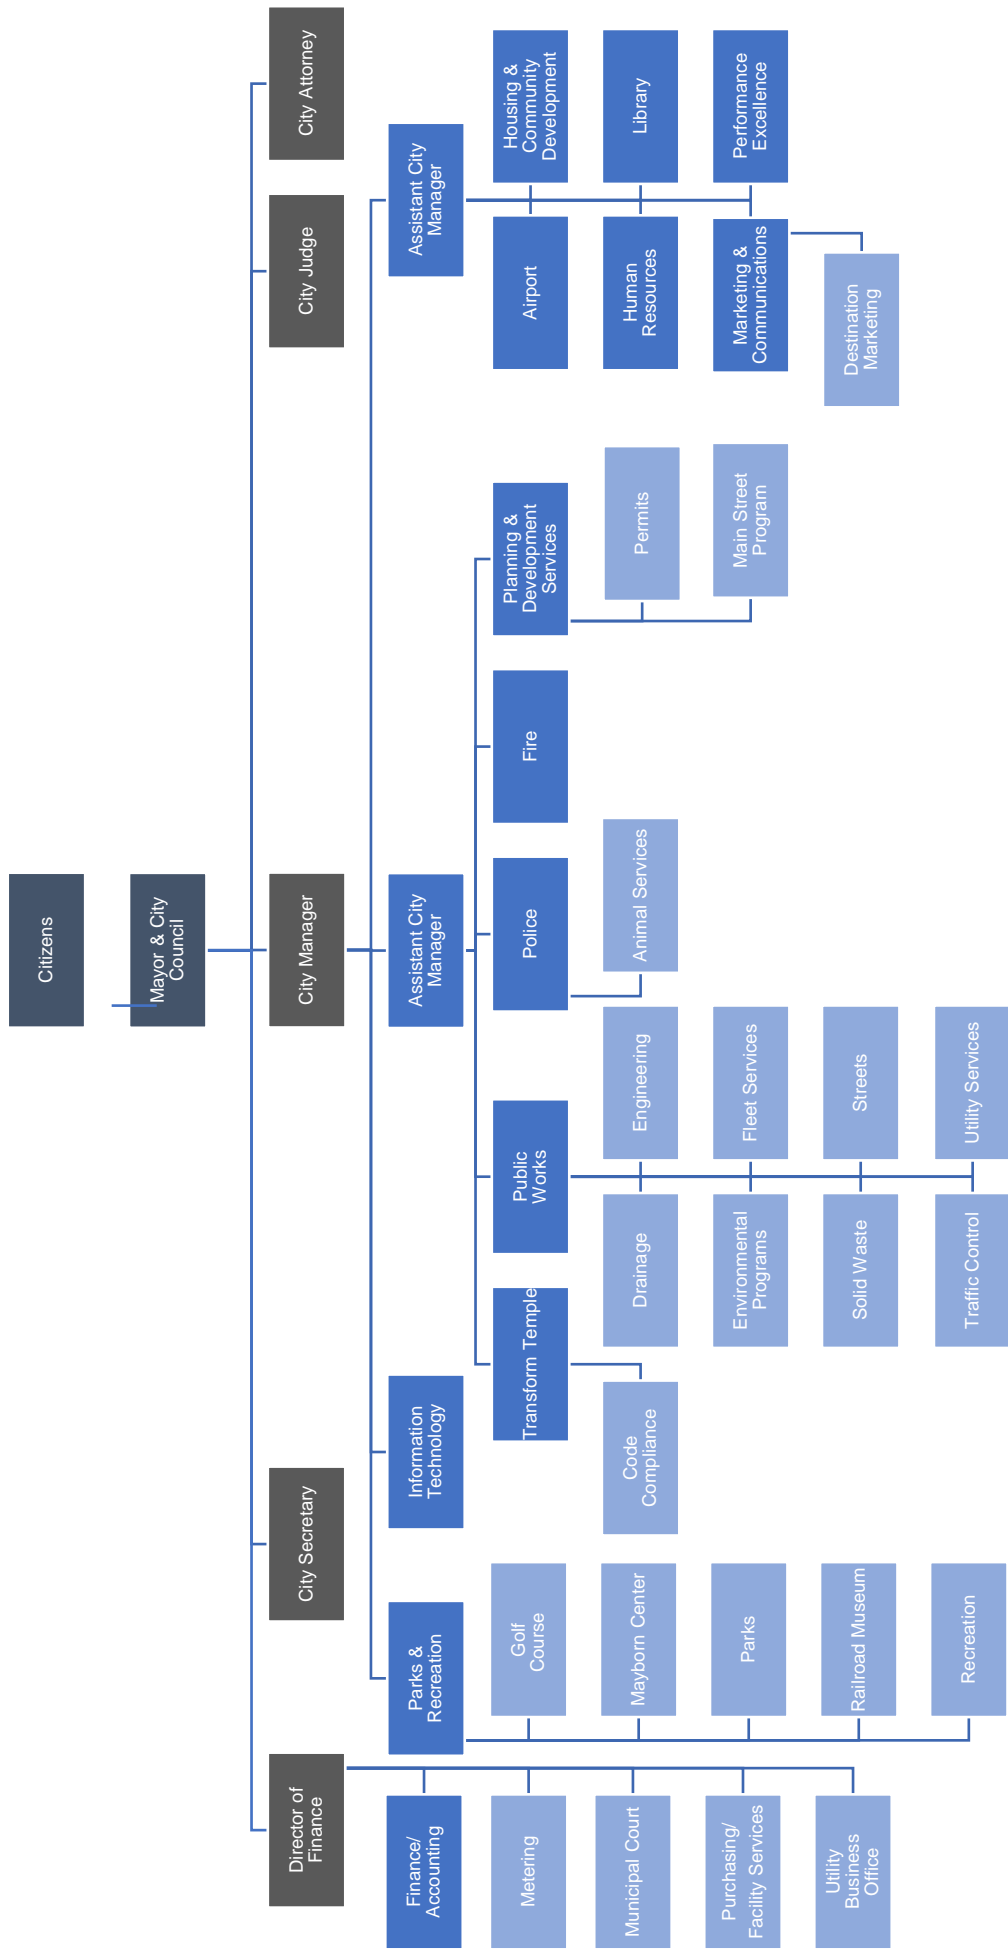 Citizens
Mayor & City
Council
Director of
Finance
City Secretary
City Manager
City Judge
City Attorney
Finance/
Accounting
Metering
Municipal Court
Purchasing/
Facility Services
Utility
Business
Office
Parks &
Recreation
Golf
Course
Mayborn Center
Parks
Railroad Museum
Recreation
Information
Technology
Assistant City
Manager
Transform Temple
Code
Compliance
Public
Works
Drainage
Engineering
Environmental
Programs
Fleet Services
Solid Waste
Streets
Traffic Control
Utility Services
Police
Animal Services
Fire
Planning &
Development
Services
Permits
Main Street
Program
Assistant City
Manager
Airport
Housing &
Community
Development
Human
Resources
Library
Marketing &
Communications
Performance
Excellence
Destination
Marketing